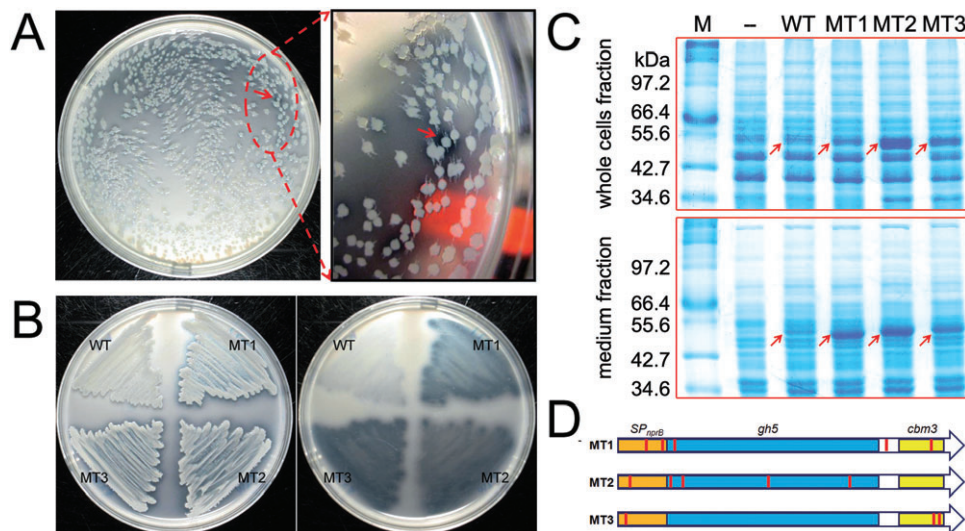 A
B
WT
MT1
MT3
MT2
WT
MT1
MT3
MT2
C
M – WT MT1 MT2 MT3
whole cells fraction
kDa
97.2
66.4
55.6
42.7
34.6
medium fraction
97.2
66.4
55.6
42.7
34.6
D
SPnprB gh5 cbm3
MT1
MT2
MT3